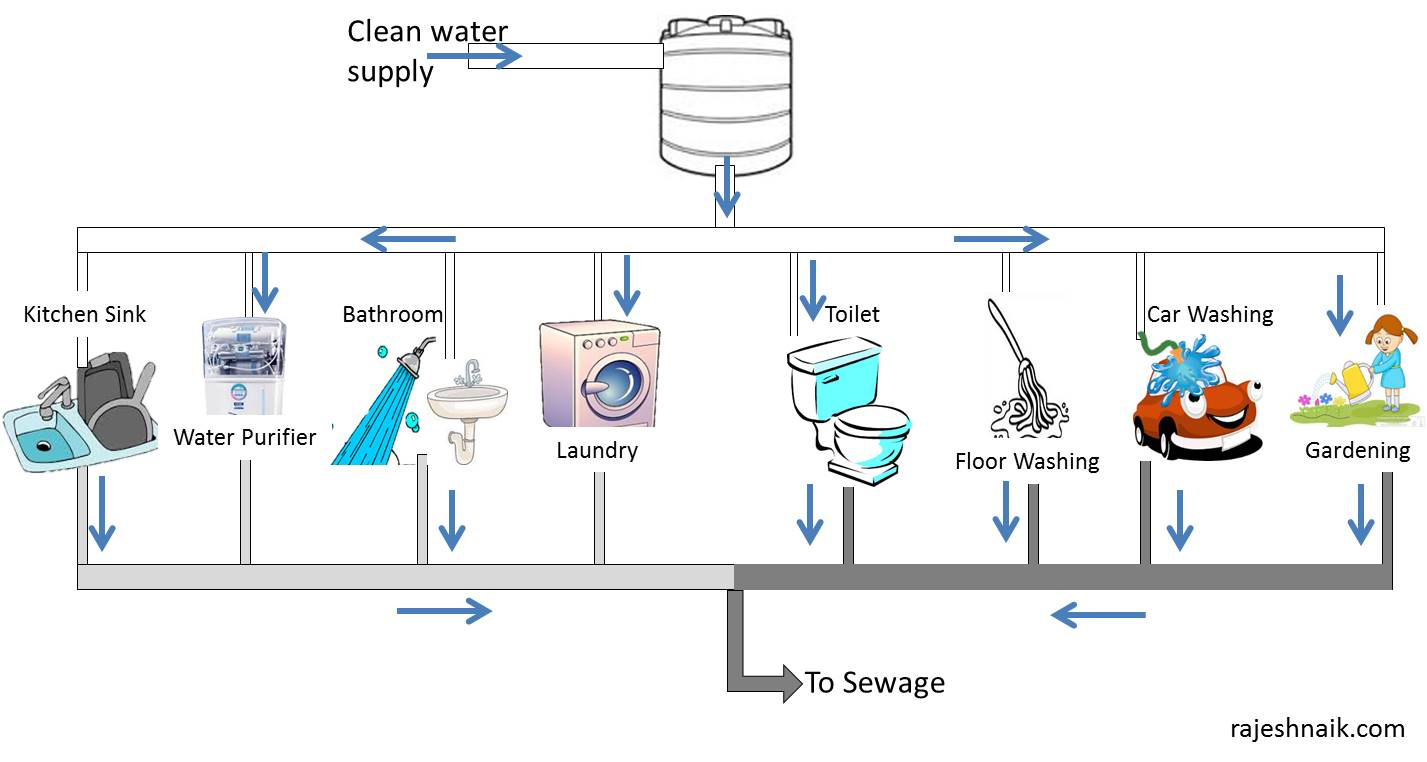 Clean water
supply
Kitchen Sink
Bathroom
Toilet
Car Washing
Water Purifier
Laundry
Floor Washing
Gardening
To Sewage
rajeshnaik.com